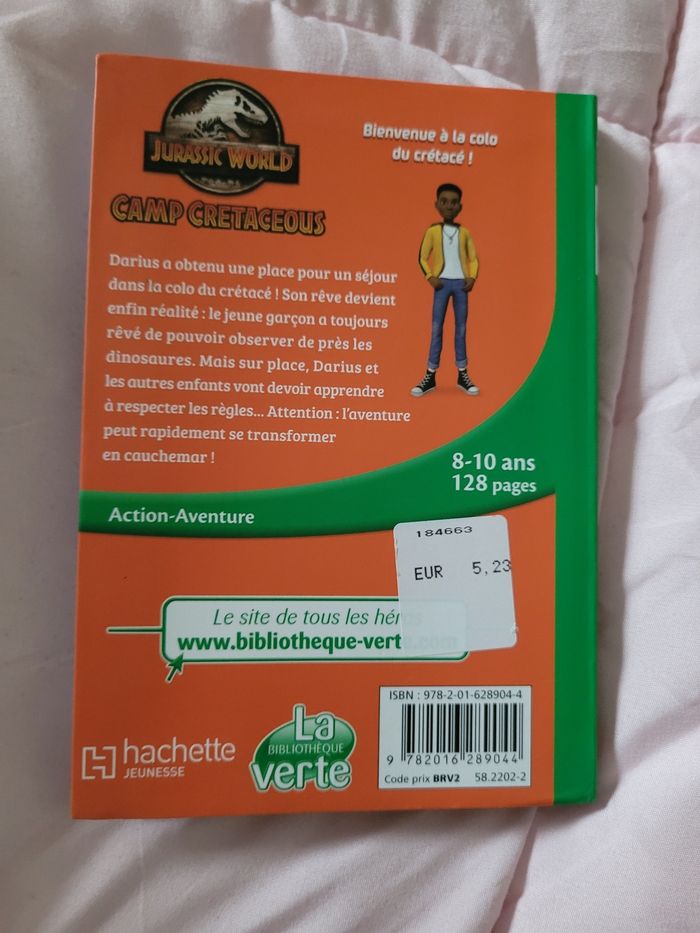 JURASSIC WORLD
CAMP CRETACEOUS
Bienvenue à la colo
du crétacé !
Darius a obtenu une place pour un séjour
dans la colo du crétacé ! Son rêve devient
enfin réalité : le jeune garçon a toujours
rêvé de pouvoir observer de près les
dinosaures. Mais sur place, Darius et
les autres enfants vont devoir apprendre
à respecter les règles... Attention : l'aventure
peut rapidement se transformer
en cauchemar !
8-10 ans
128 pages
Action-Aventure
184663
EUR 5,23
Le site de tous les héros
www.bibliotheque-verte.com
hachette
JEUNESSE
La
BIBLIOTHÈQUE
verte
ISBN : 978-2-01-628904-4
9 782016 289044
Code prix BRV2 58.2202-2